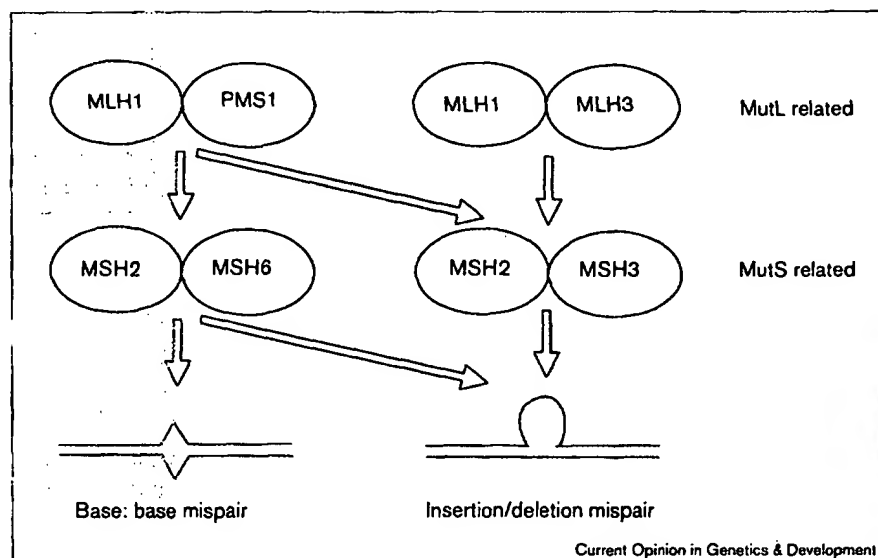 MLH1 PMS1 MLH1 MLH3 MutL related
MSH2 MSH6 MSH2 MSH3 MutS related
Base: base mispair Insertion/deletion mispair
Current Opinion in Genetics & Development